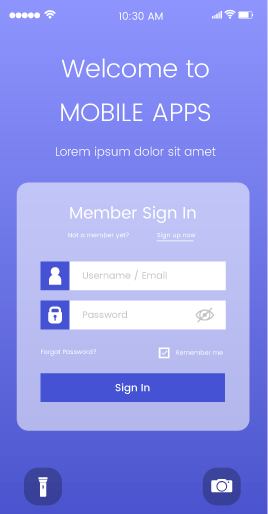 10:30 AM
Welcome to
MOBILE APPS
Lorem ipsum dolor sit amet
Member Sign In
Not a member yet? Sign up now
Username / Email
Password
Forgot Password? Remember me
Sign In